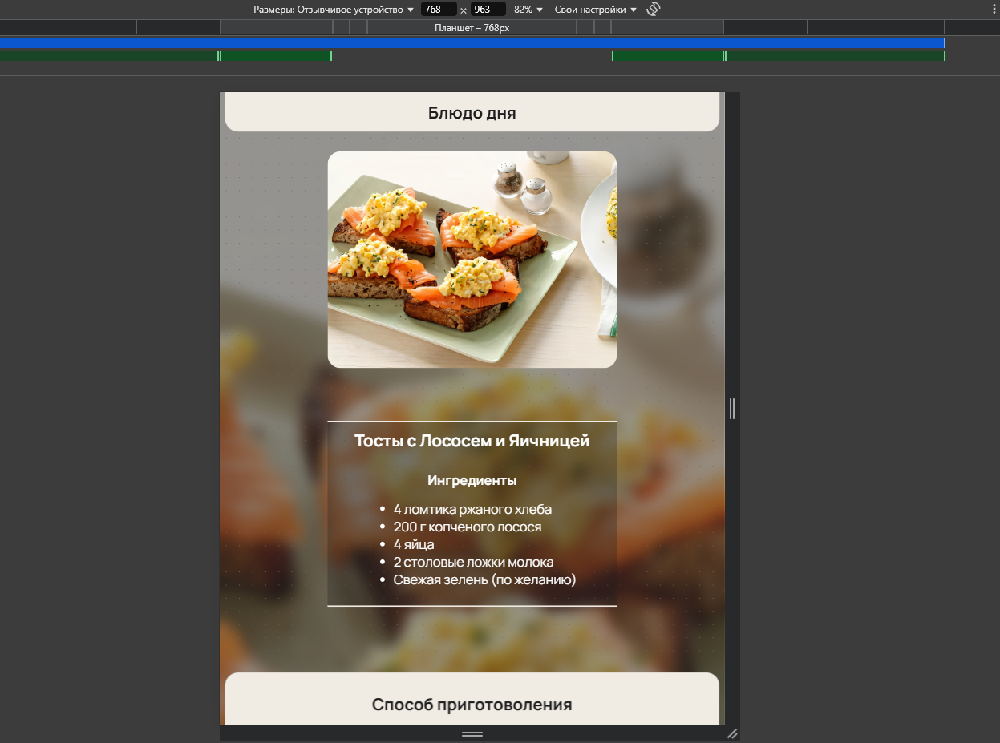 Размеры: Отзывчивое устройство 768 × 963 82% Свои настройки
Планшет – 768px
Блюдо дня
Тосты с Лососем и Яичницей
Ингредиенты
• 4 ломтика ржаного хлеба
• 200 г копченого лосося
• 4 яйца
• 2 столовые ложки молока
• Свежая зелень (по желанию)
Способ приготоволения